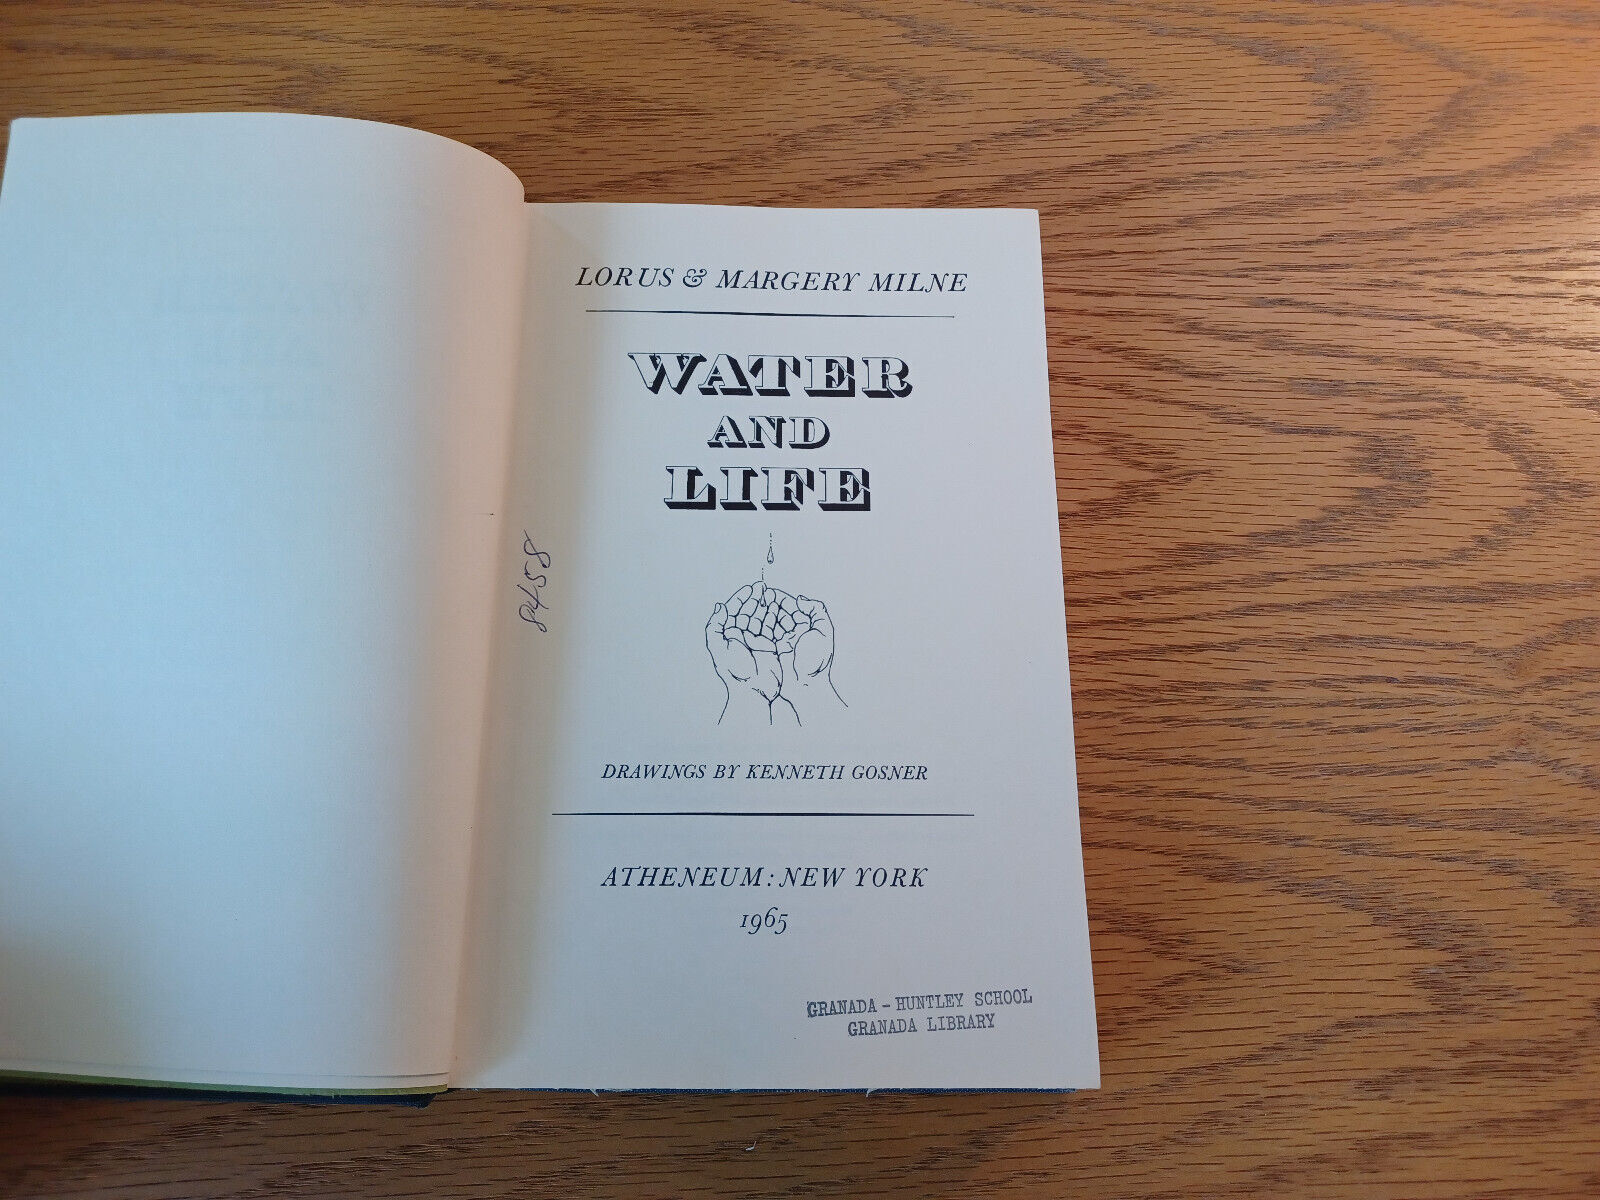 LORUS & MARGERY MILNE
WATER
AND
LIFE
84458
DRAWINGS BY KENNETH GOSNER
ATHENEUM: NEW YORK
1965
GRANADA - HUNTLEY SCHOOL
GRANADA LIBRARY